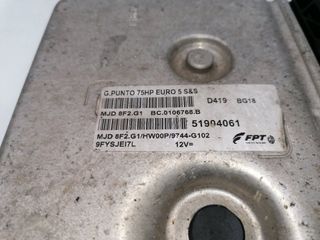 G.PUNTO 75HP EURO 5 S&S
D419 BG18
MJD 8F2.G1 BC.0106768.B
51904061
MJD 8F2.G1/HW00P/9744-G102
FPT
9FYSJEI7L 12V=